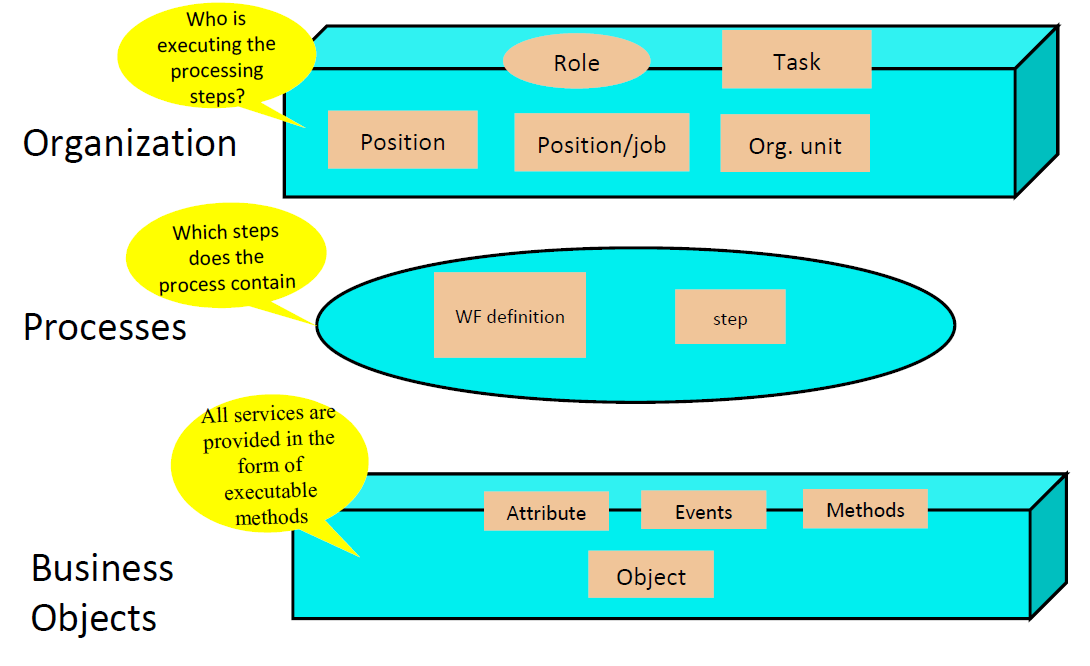 Who is
executing the
processing
steps?
Role
Task
Organization
Position
Position/job
Org. unit
Which steps
does the
process contain
Processes
WF definition
step
All services are
provided in the
form of
executable
methods
Attribute
Events
Methods
Business
Objects
Object